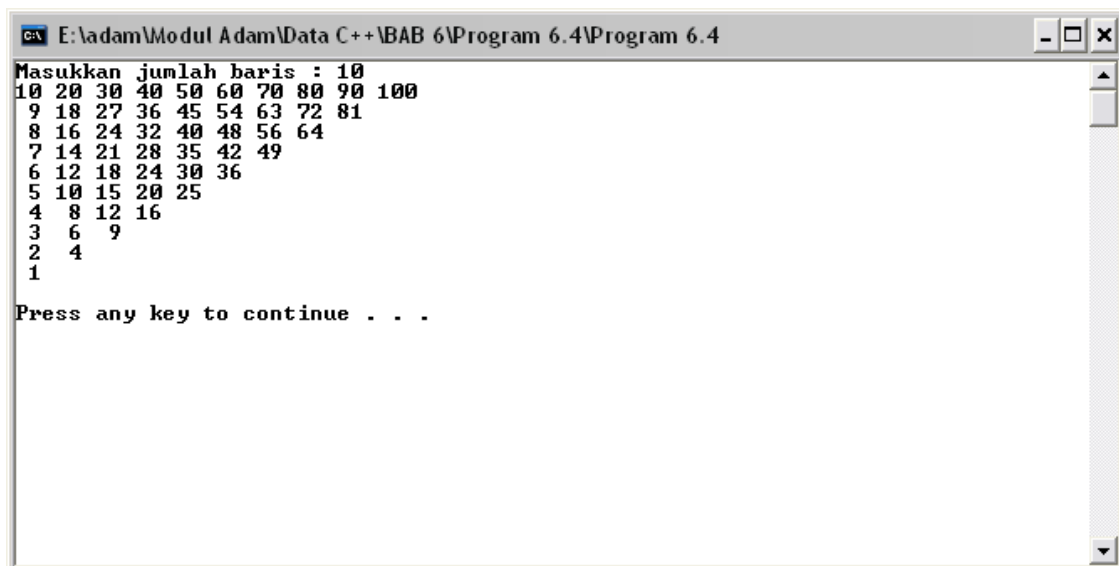 E:\adam\Modul Adam\Data C++\BAB 6\Program 6.4\Program 6.4
Masukkan jumlah baris : 10
10 20 30 40 50 60 70 80 90 100
 9 18 27 36 45 54 63 72 81
 8 16 24 32 40 48 56 64
 7 14 21 28 35 42 49
 6 12 18 24 30 36
 5 10 15 20 25
 4  8 12 16
 3  6  9
 2  4
 1
Press any key to continue . . .